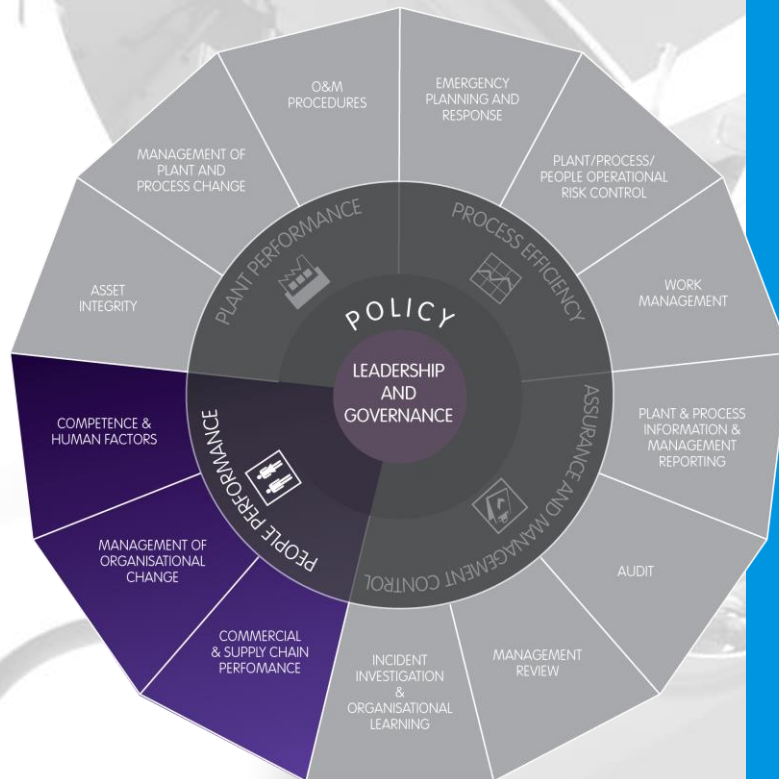 O&M
PROCEDURES
EMERGENCY
PLANNING AND
RESPONSE
MANAGEMENT OF
PLANT AND
PROCESS CHANGE
PLANT/PROCESS/
PEOPLE OPERATIONAL
RISK CONTROL
ASSET
INTEGRITY
WORK
MANAGEMENT
PLANT PERFORMANCE
PROCESS EFFICIENCY
POLICY
LEADERSHIP
AND
GOVERNANCE
COMPETENCE &
HUMAN FACTORS
PLANT & PROCESS
INFORMATION &
MANAGEMENT
REPORTING
PEOPLE PERFORMANCE
ASSURANCE AND MANAGEMENT CONTROL
MANAGEMENT OF
ORGANISATIONAL
CHANGE
AUDIT
COMMERCIAL
& SUPPLY CHAIN
PERFOMANCE
INCIDENT
INVESTIGATION
&
ORGANISATIONAL
LEARNING
MANAGEMENT
REVIEW